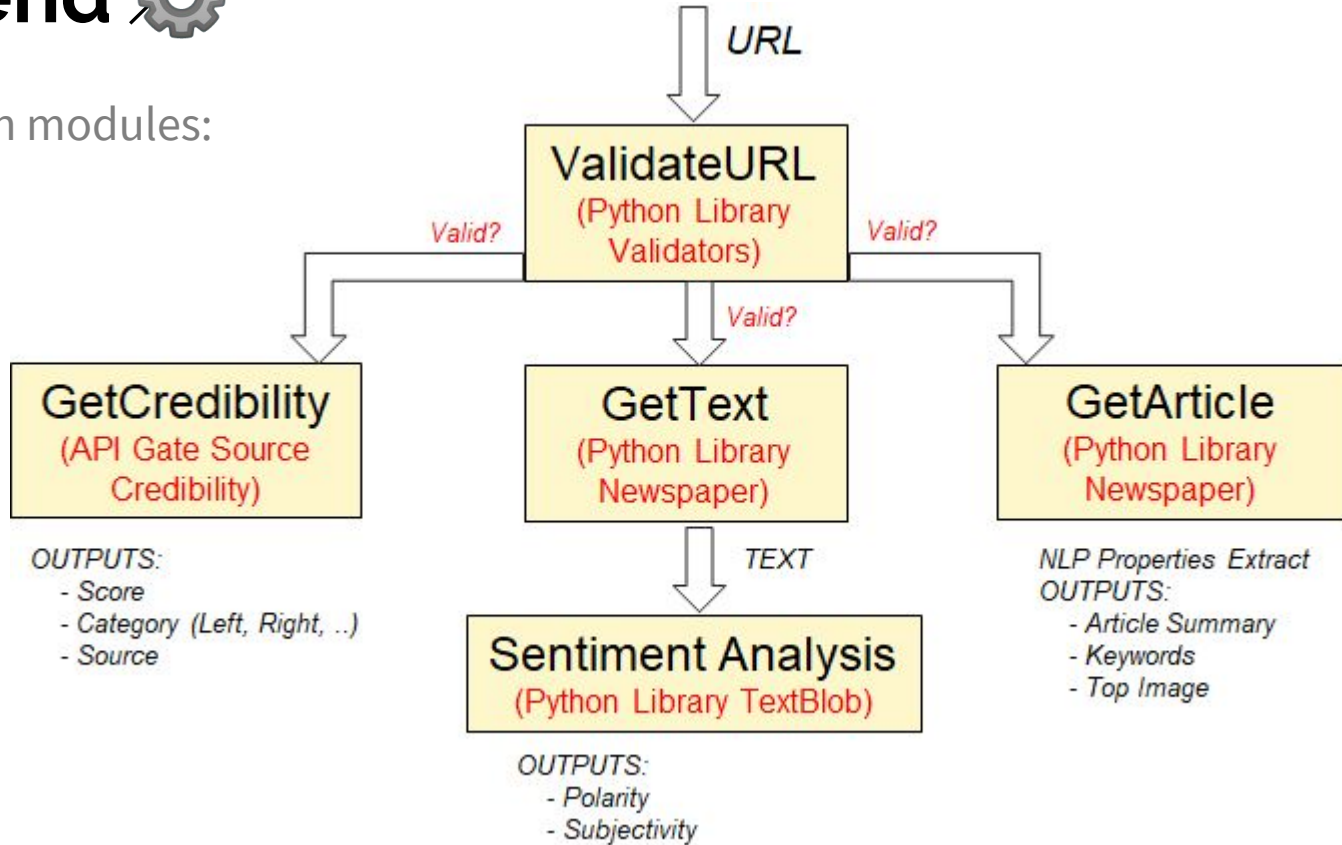 end
n modules:
URL
ValidateURL
(Python Library
Validators)
Valid?
Valid?
Valid?
GetCredibility
(API Gate Source
Credibility)
GetText
(Python Library
Newspaper)
GetArticle
(Python Library
Newspaper)
OUTPUTS:
- Score
- Category (Left, Right, ..)
- Source
TEXT
NLP Properties Extract
OUTPUTS:
- Article Summary
- Keywords
- Top Image
Sentiment Analysis
(Python Library TextBlob)
OUTPUTS:
- Polarity
- Subjectivity